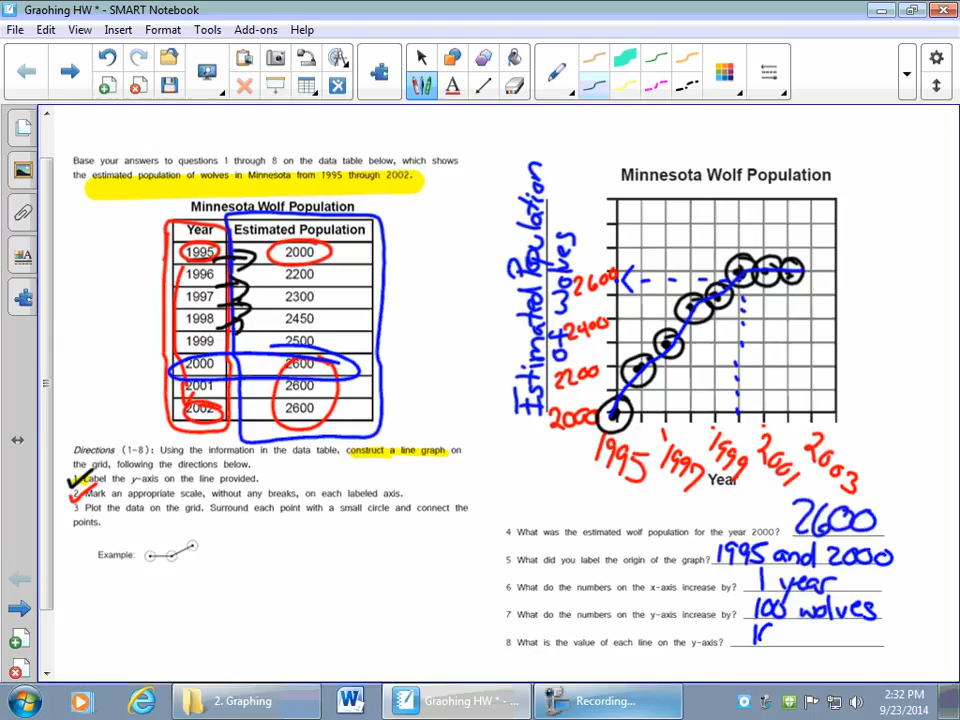 Graohing HW * - SMART Notebook
File Edit View Insert Format Tools Add-ons Help
Base your answers to questions 1 through 8 on the data table below, which shows
the estimated population of wolves in Minnesota from 1995 through 2002.
Minnesota Wolf Population
Year Estimated Population
1995 2000
1996 2200
1997 2300
1998 2450
1999 2500
2000 2600
2001 2600
2002 2600
Directions (1-8): Using the information in the data table, construct a line graph on
the grid, following the directions below.
1 Label the y-axis on the line provided.
2 Mark an appropriate scale, without any breaks, on each labeled axis.
3 Plot the data on the grid. Surround each point with a small circle and connect the
points.
Example:
Minnesota Wolf Population
Estimated Population
of wolves
2600
2400
2200
2000
1995 1997 1999 2001 2003
Year
4 What was the estimated wolf population for the year 2000? 2600
5 What did you label the origin of the graph? 1995 and 2000
6 What do the numbers on the x-axis increase by? 1 year
7 What do the numbers on the y-axis increase by? 100 wolves
8 What is the value of each line on the y-axis?
2. Graphing
Graohing HW * - ...
Recording...
2:32 PM
9/23/2014